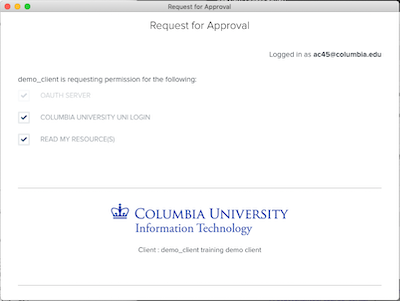 Request for Approval
Request for Approval
Logged in as ac45@columbia.edu
demo_client is requesting permission for the following:
OAUTH SERVER
COLUMBIA UNIVERSITY UNI LOGIN
READ MY RESOURCE(S)
COLUMBIA UNIVERSITY
Information Technology
Client : demo_client training demo client